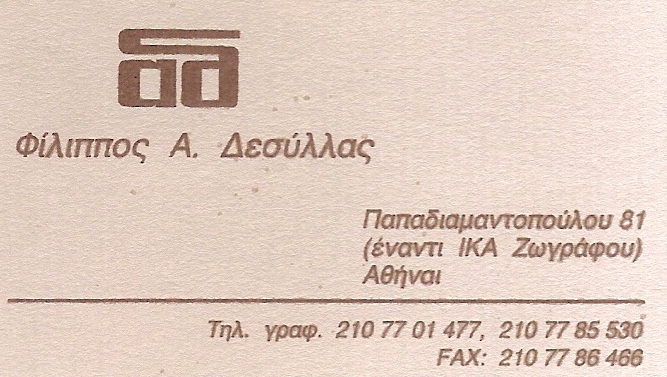 Φίλιππος Α. Δεσύλλας
Παπαδιαμαντοπούλου 81
(έναντι ΙΚΑ Ζωγράφου)
Αθήναι
Τηλ. γραφ. 210 77 01 477, 210 77 85 530
FAX: 210 77 86 466